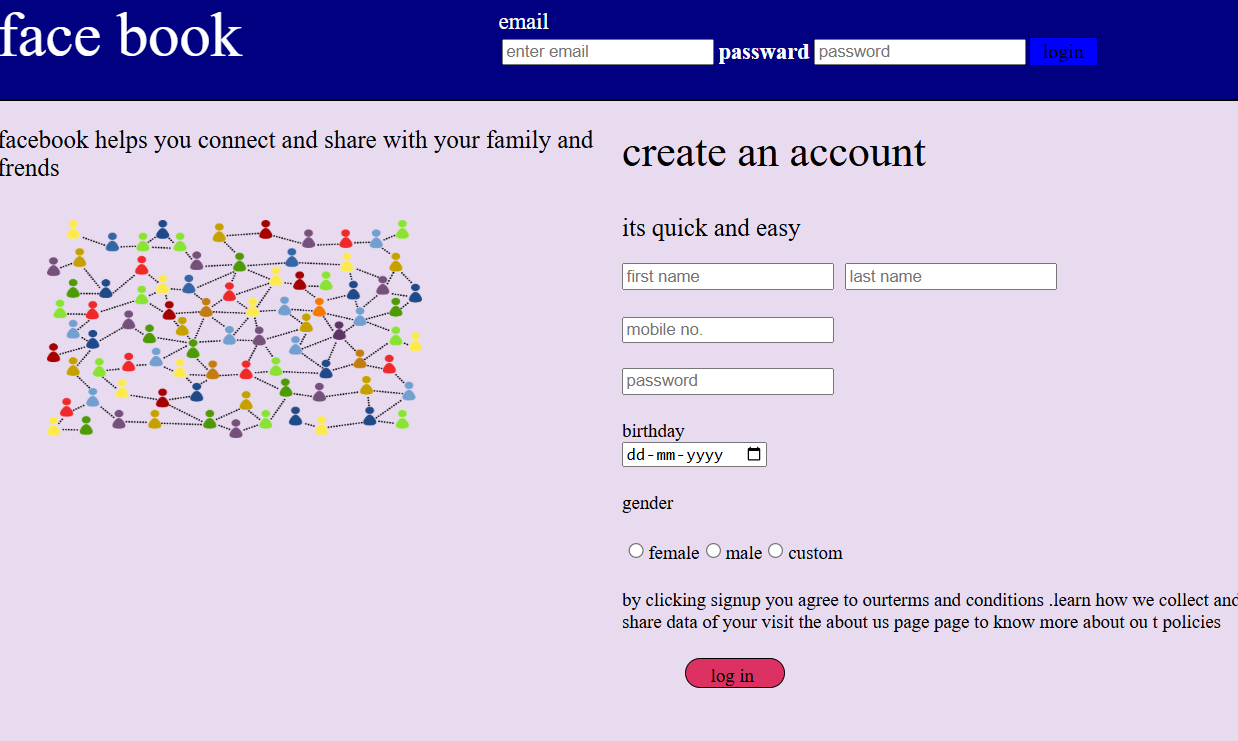 face book
email
enter email passward password login
facebook helps you connect and share with your family and
frends
create an account
its quick and easy
first name last name
mobile no.
password
birthday
dd-mm-yyyy
gender
female male custom
by clicking signup you agree to ourterms and conditions .learn how we collect and
share data of your visit the about us page page to know more about ou t policies
log in